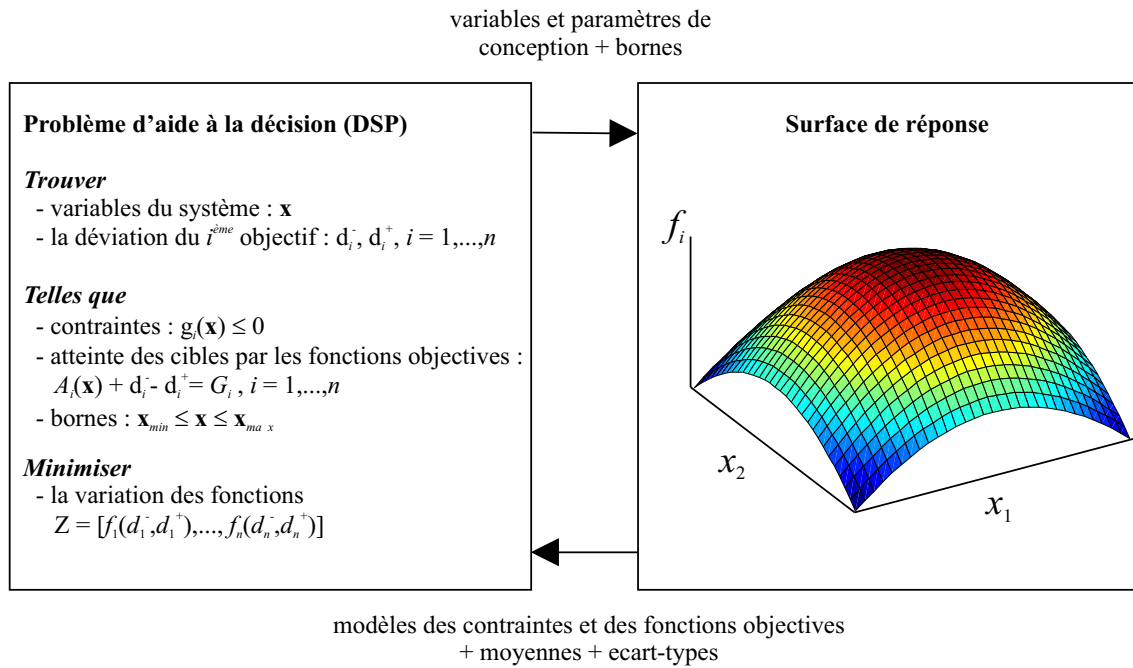 variables et paramètres de
conception + bornes
Problème d'aide à la décision (DSP)
Trouver
- variables du système : x
- la déviation du i^ème objectif : d_i^-, d_i^+, i = 1,...,n
Telles que
- contraintes : g_i(x) ≤ 0
- atteinte des cibles par les fonctions objectives :
A_i(x) + d_i^- - d_i^+ = G_i , i = 1,...,n
- bornes : x_min ≤ x ≤ x_ma x
Minimiser
- la variation des fonctions
Z = [f_1(d_1^-,d_1^+),...,f_n(d_n^-,d_n^+)]
Surface de réponse
f_i
x_2
x_1
modèles des contraintes et des fonctions objectives
+ moyennes + ecart-types